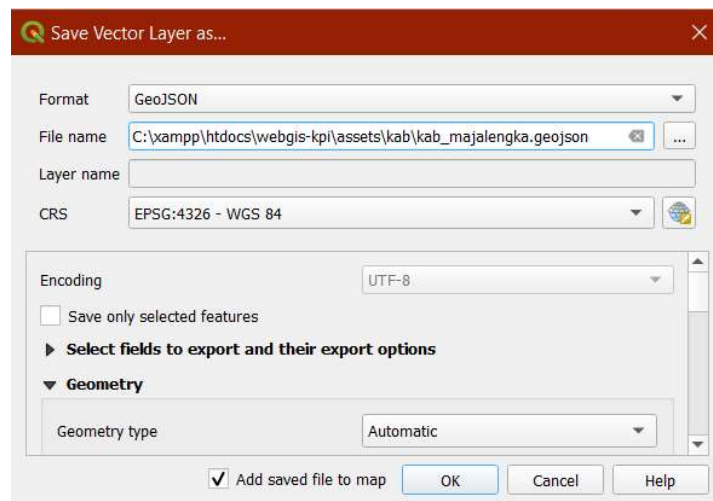 Save Vector Layer as...
Format GeoJSON
File name C:\xampp\htdocs\webgis-kpi\assets\kab\kab_majalengka.geojson ...
Layer name
CRS EPSG:4326 - WGS 84
Encoding UTF-8
Save only selected features
Select fields to export and their export options
Geometry
Geometry type Automatic
Add saved file to map OK Cancel Help